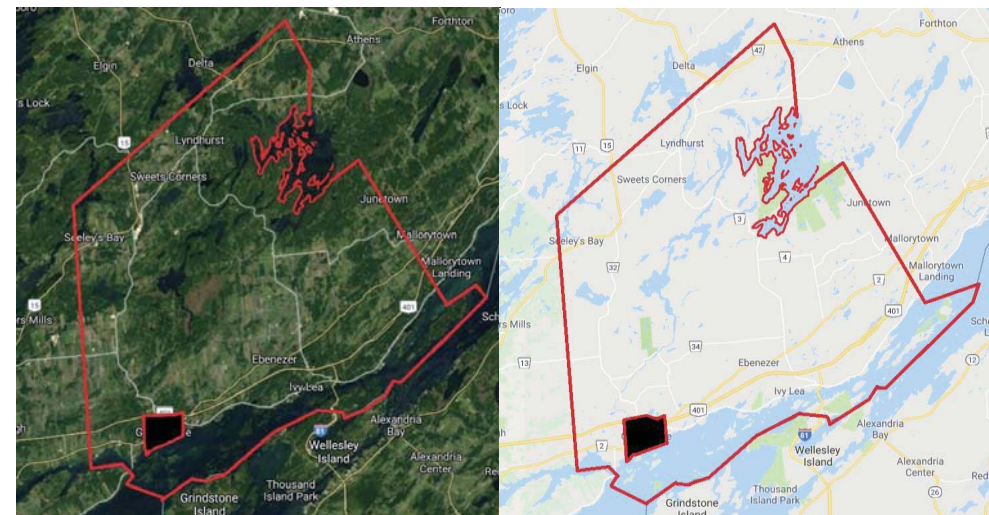 Forthton
Athens
Elgin
Delta
s Lock
15
Lyndhurst
Sweets Corners
Junetown
Seeley's Bay
Mallorytown
Mallorytown
Landing
15
401
rs Mills
Ebenezer
Ivy Lea
Alexandria
Bay
81
Wellesley
Island
Alexandria
Center
Thousand
Island Park
Grindstone
Island
Forthton
42
Athens
Elgin
Delta
s Lock
11
15
Lyndhurst
Sweets Corners
3
Junetown
Seeley's Bay
Mallorytown
4
Mallorytown
Landing
32
2
401
rs Mills
34
13
Ebenezer
12
Ivy Lea
401
2
Alexandria
Bay
81
Wellesley
Island
Alexandria
Center
Thousand
Island Park
26
Grindstone
Island